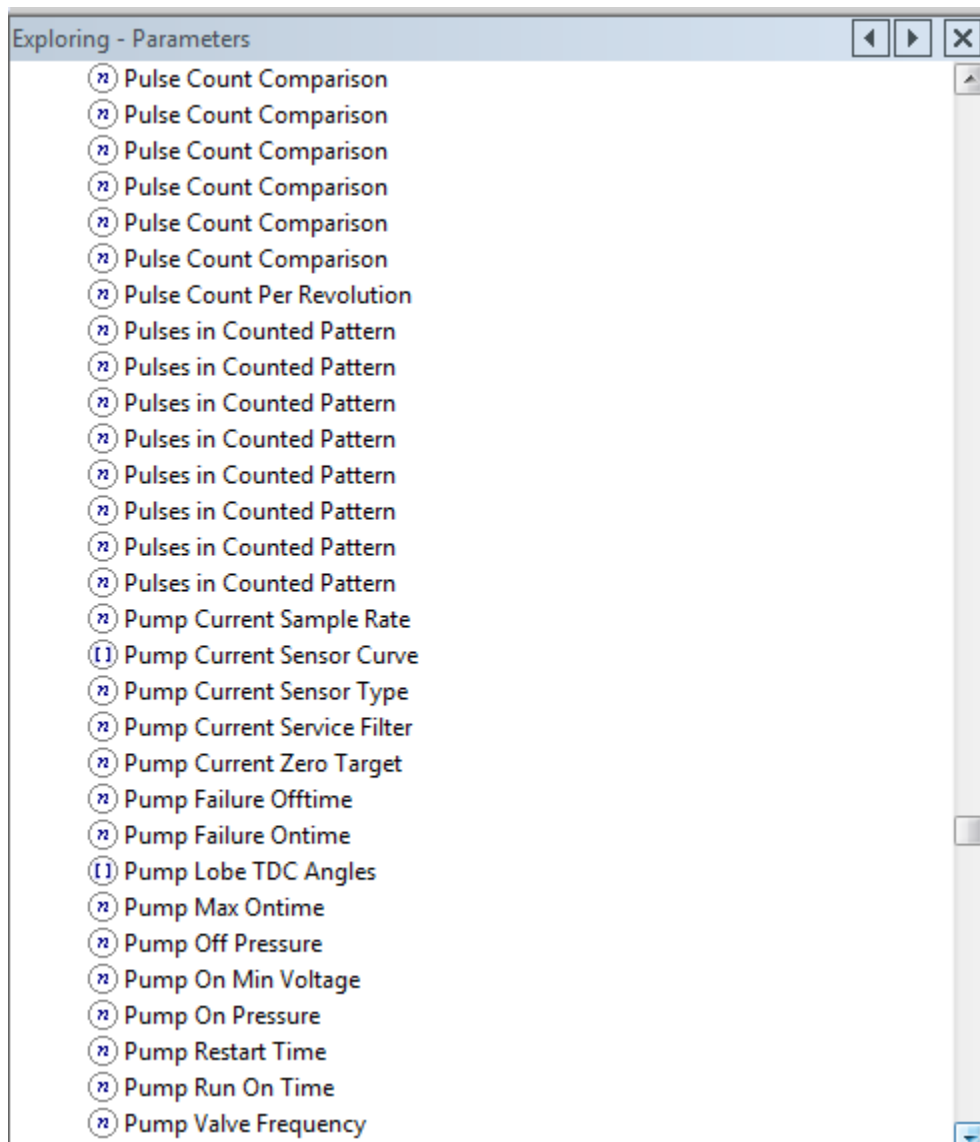 Exploring - Parameters
Pulse Count Comparison
Pulse Count Comparison
Pulse Count Comparison
Pulse Count Comparison
Pulse Count Comparison
Pulse Count Comparison
Pulse Count Per Revolution
Pulses in Counted Pattern
Pulses in Counted Pattern
Pulses in Counted Pattern
Pulses in Counted Pattern
Pulses in Counted Pattern
Pulses in Counted Pattern
Pulses in Counted Pattern
Pulses in Counted Pattern
Pump Current Sample Rate
Pump Current Sensor Curve
Pump Current Sensor Type
Pump Current Service Filter
Pump Current Zero Target
Pump Failure Offtime
Pump Failure Ontime
Pump Lobe TDC Angles
Pump Max Ontime
Pump Off Pressure
Pump On Min Voltage
Pump On Pressure
Pump Restart Time
Pump Run On Time
Pump Valve Frequency